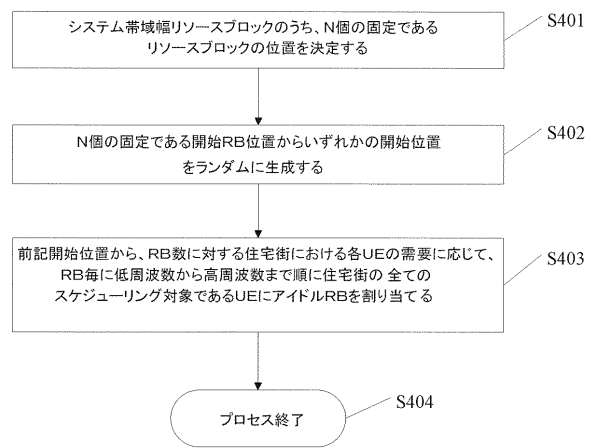 システム帯域幅リソースブロックのうち、N個の固定である
リソースブロックの位置を決定する
S401
N個の固定である開始RB位置からいずれかの開始位置
をランダムに生成する
S402
前記開始位置から、RB数に対する住宅街における各UEの需要に応じて、
RB毎に低周波数から高周波数まで順に住宅街の 全ての
スケジューリング対象であるUEにアイドルRBを割り当てる
S403
プロセス終了
S404